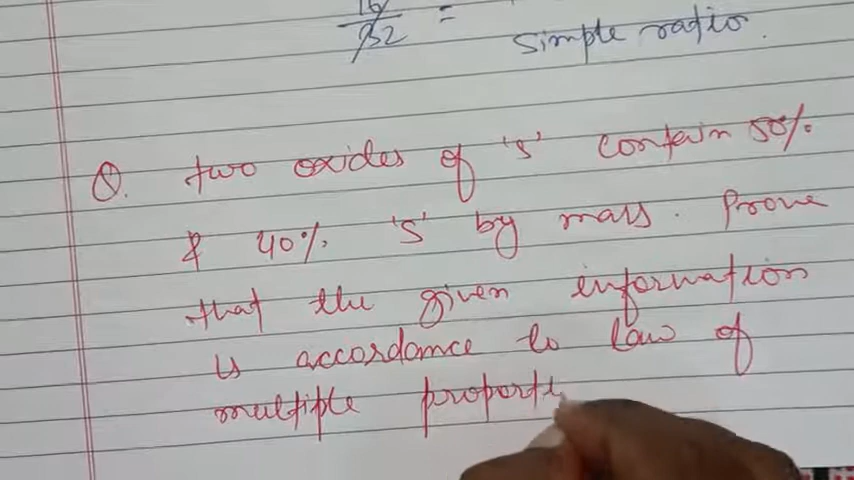 16/32 =
simple ratio.
Q. two oxides of 's' contain 50%
& 40% 's' by mass. Prove
that the given information
is accordance to law of
multiple proporti